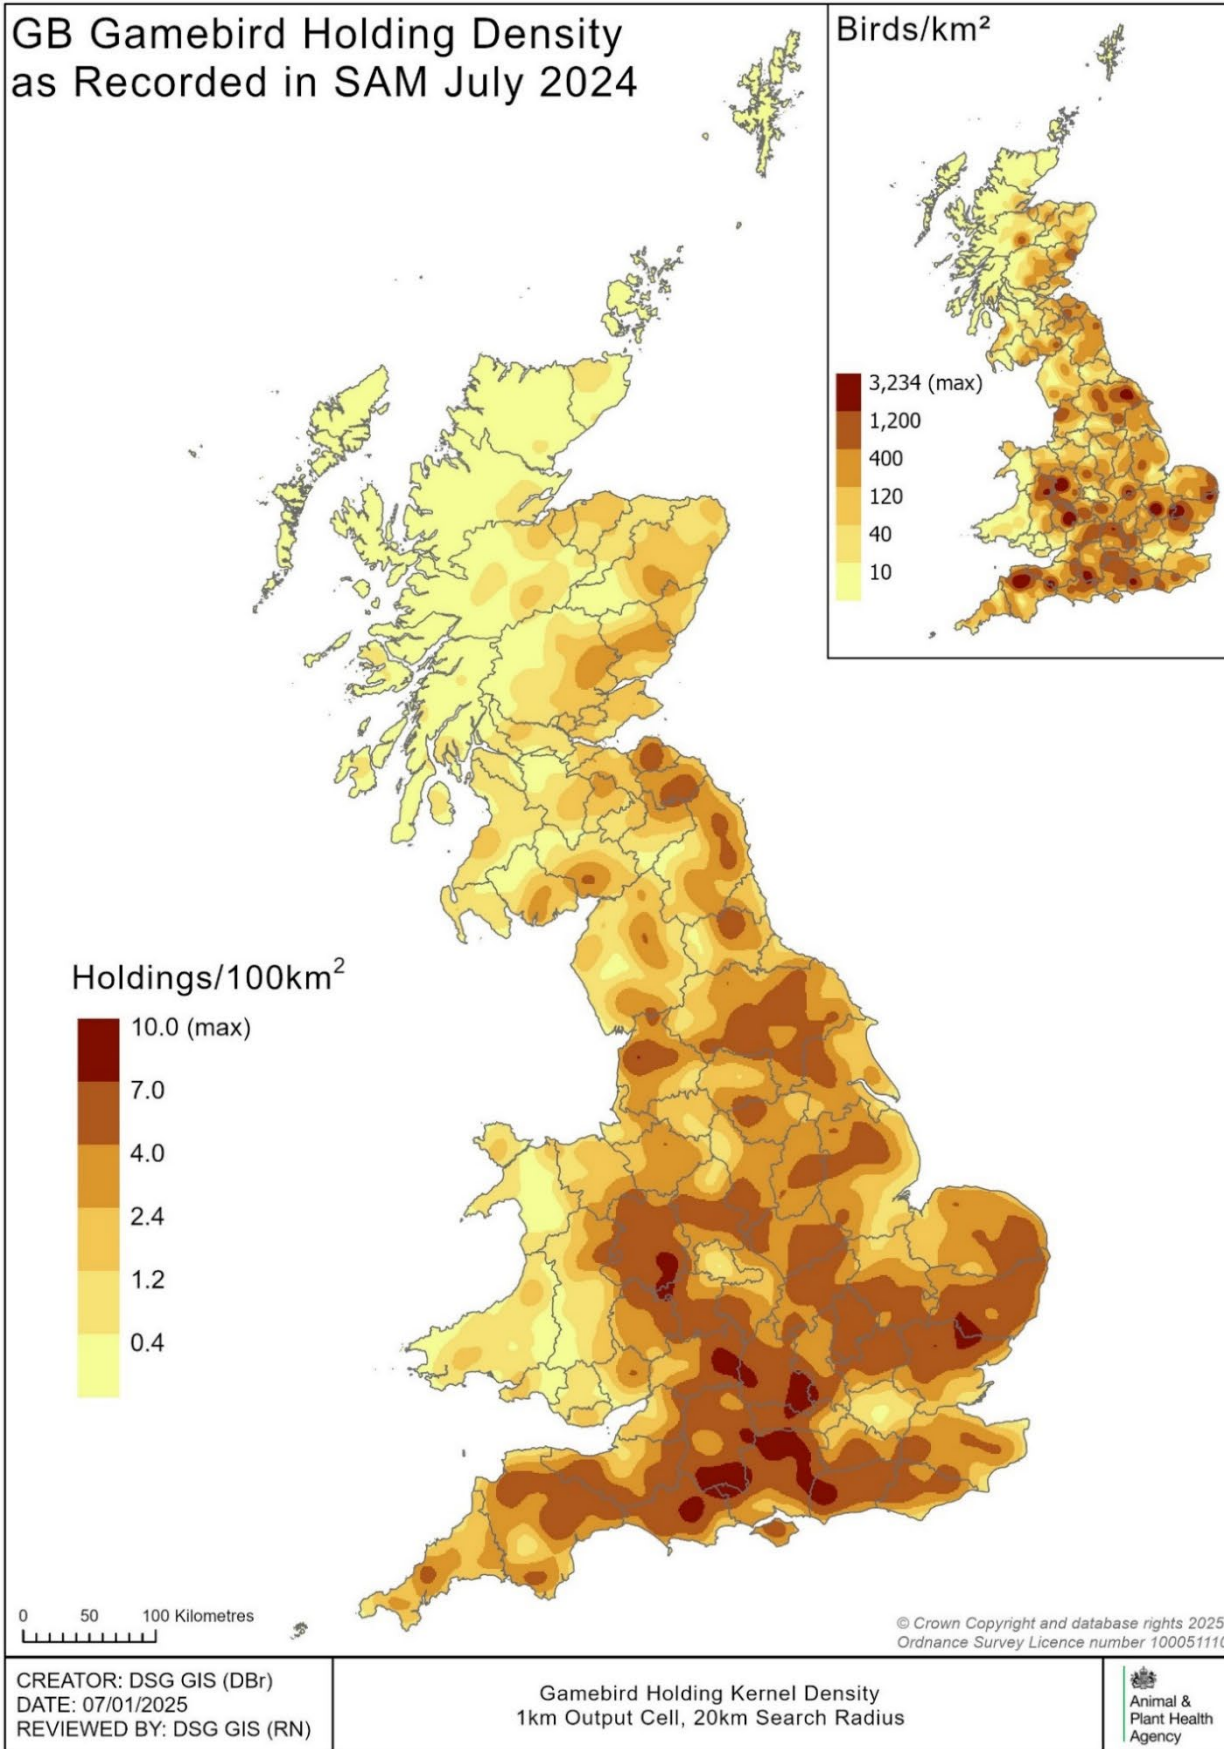 GB Gamebird Holding Density
as Recorded in SAM July 2024
Birds/km²
3,234 (max)
1,200
400
120
40
10
Holdings/100km²
10.0 (max)
7.0
4.0
2.4
1.2
0.4
0 50 100 Kilometres
© Crown Copyright and database rights 2025
Ordnance Survey Licence number 100051110
CREATOR: DSG GIS (DBr)
DATE: 07/01/2025
REVIEWED BY: DSG GIS (RN)
Gamebird Holding Kernel Density
1km Output Cell, 20km Search Radius
Animal &
Plant Health
Agency